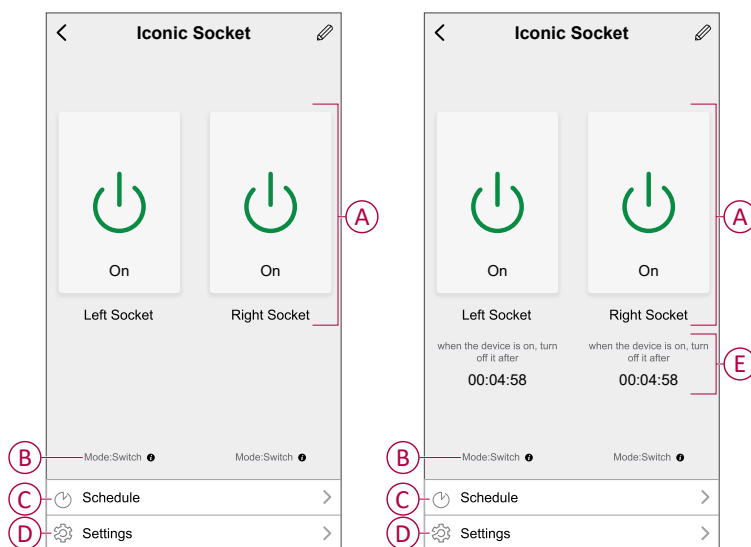 Iconic Socket
On
On
A
Left Socket
Right Socket
B
Mode:Switch
Mode:Switch
C
Schedule
D
Settings
Iconic Socket
On
On
A
Left Socket
Right Socket
when the device is on, turn
off it after
when the device is on, turn
off it after
E
00:04:58
00:04:58
B
Mode:Switch
Mode:Switch
C
Schedule
D
Settings